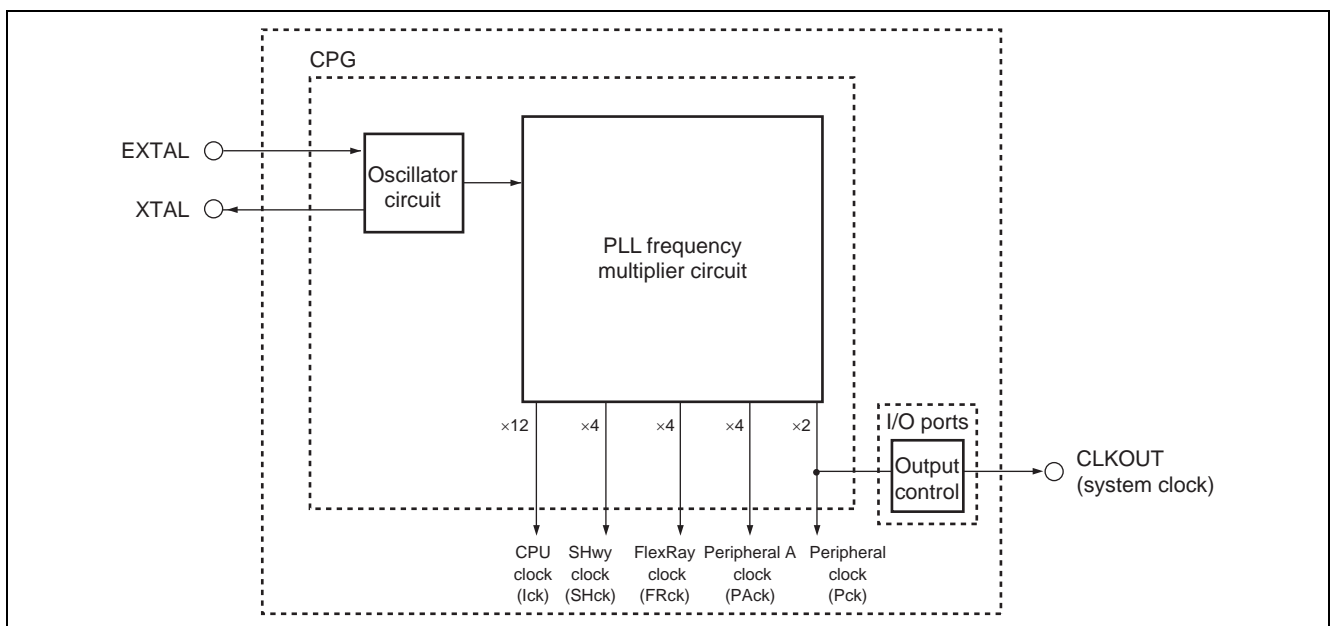 CPG
EXTAL
XTAL
Oscillator
circuit
PLL frequency
multiplier circuit
×12
×4
×4
×4
×2
I/O ports
Output
control
CLKOUT
(system clock)
CPU
clock
(Ick)
SHwy
clock
(SHck)
FlexRay
clock
(FRck)
Peripheral A
clock
(PAck)
Peripheral
clock
(Pck)